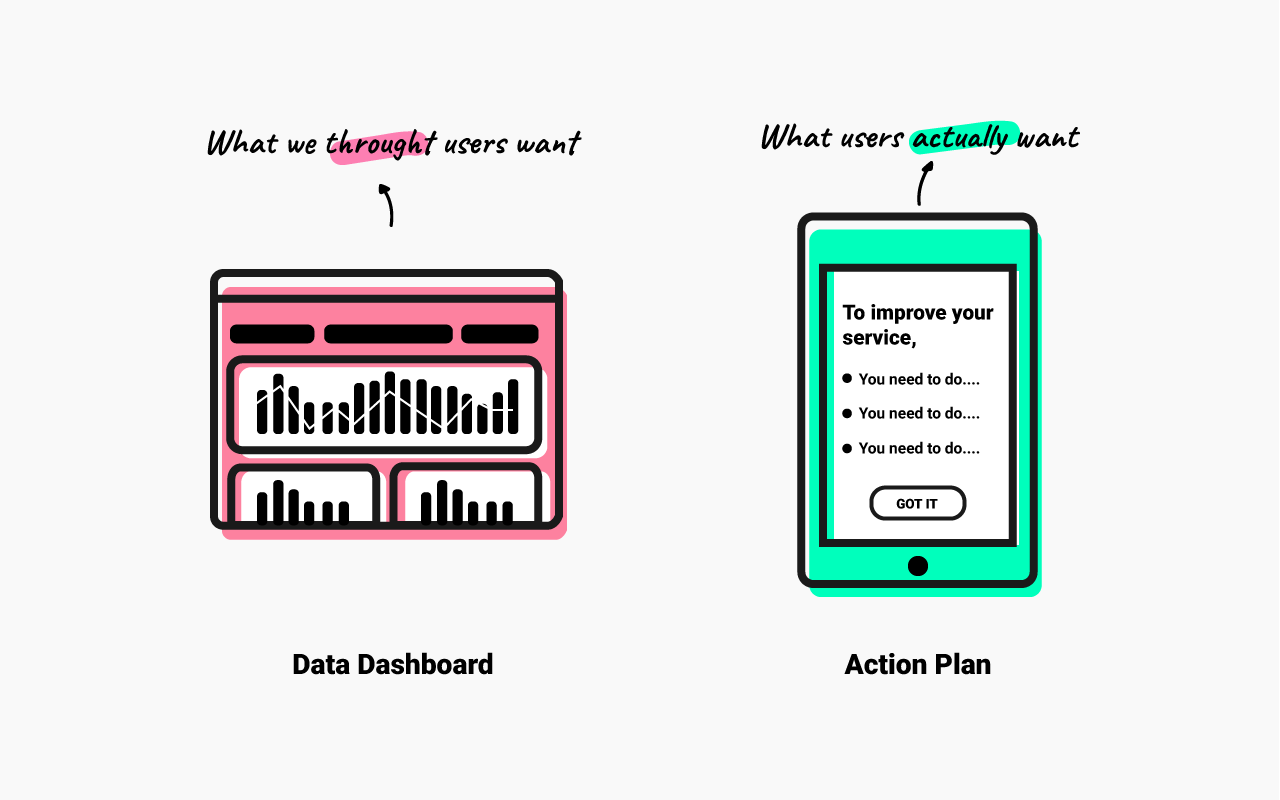 What we throught users want
What users actually want
To improve your
service,
You need to do....
You need to do....
You need to do....
GOT IT
Data Dashboard
Action Plan